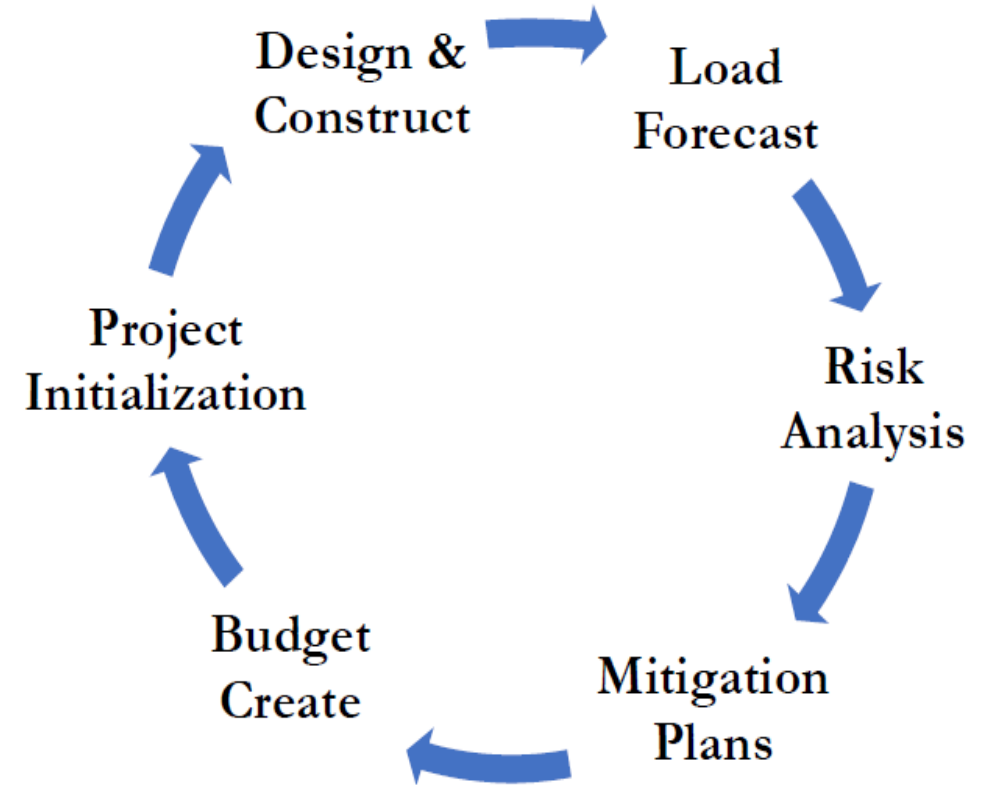 Design &
Construct
Load
Forecast
Risk
Analysis
Mitigation
Plans
Budget
Create
Project
Initialization